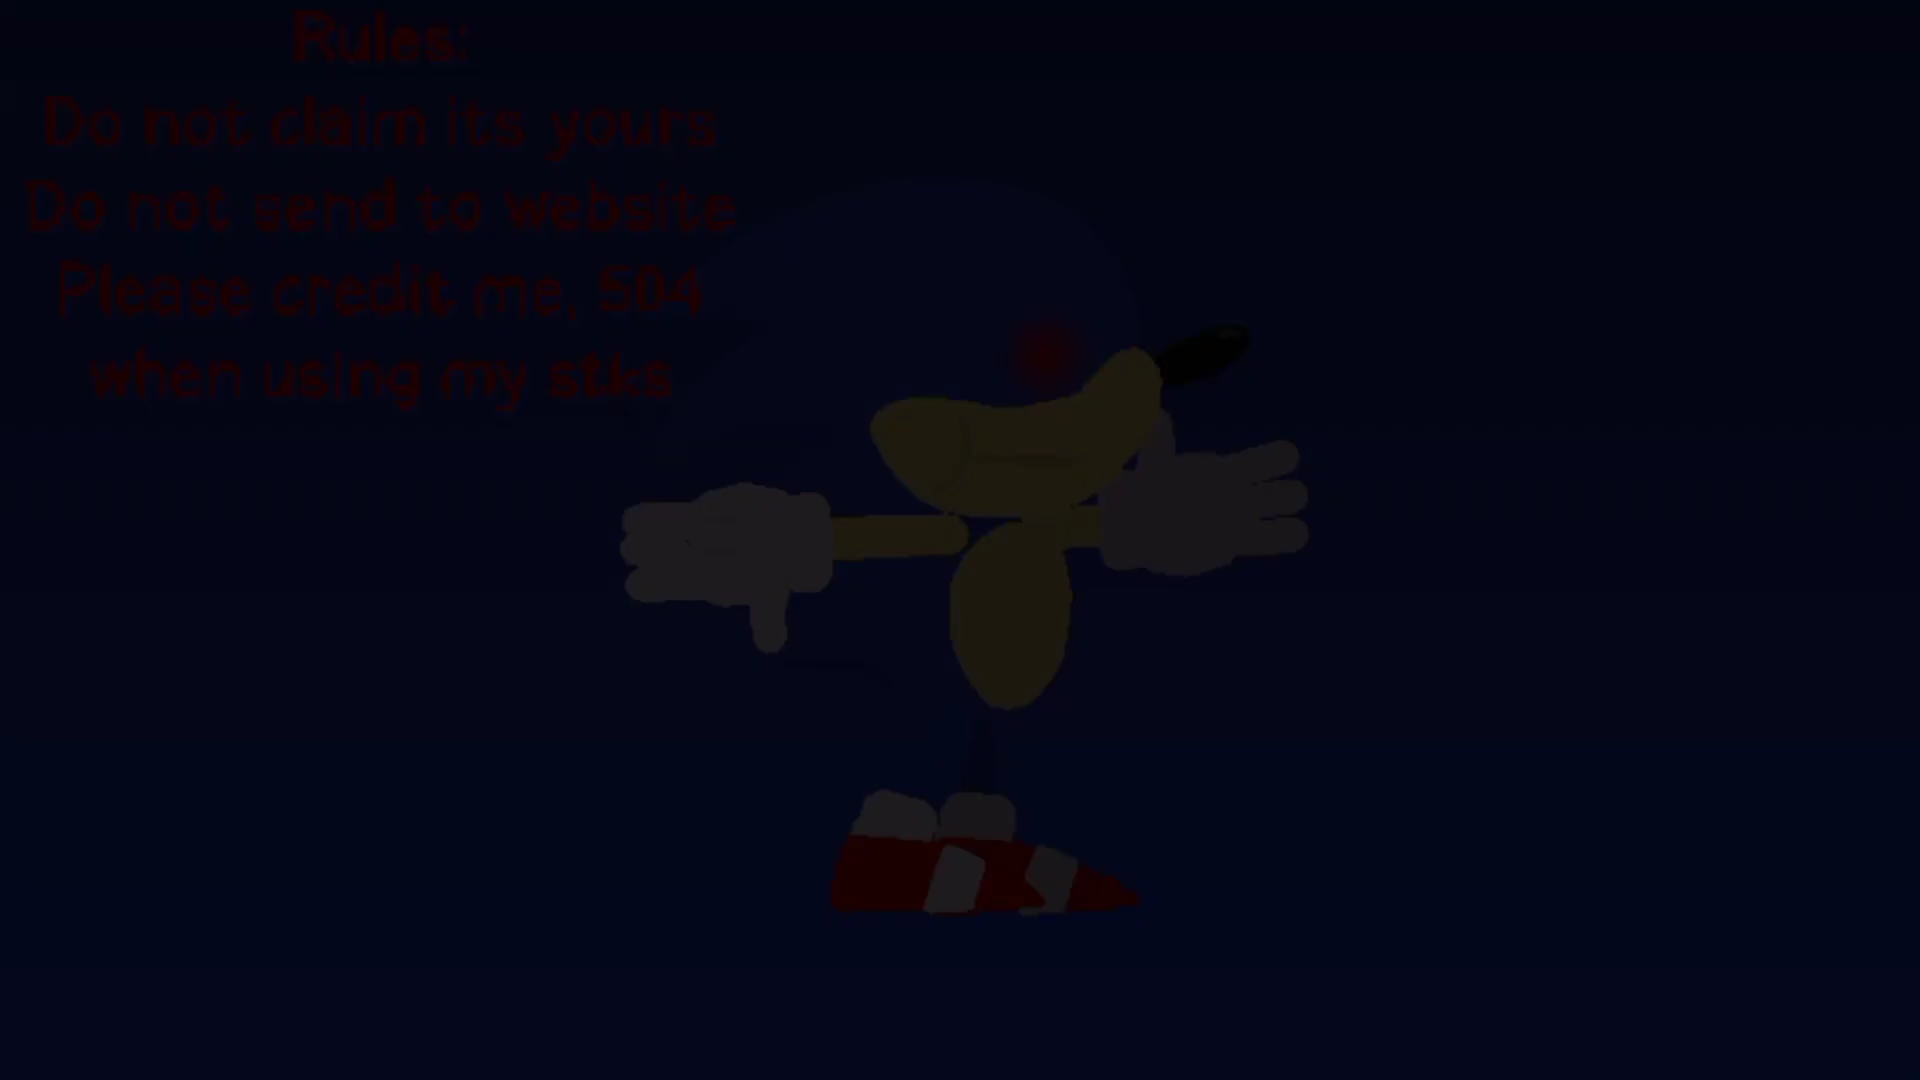 Rules:
Do not claim its yours
Do not send to website
Please credit me, 504
when using my stks